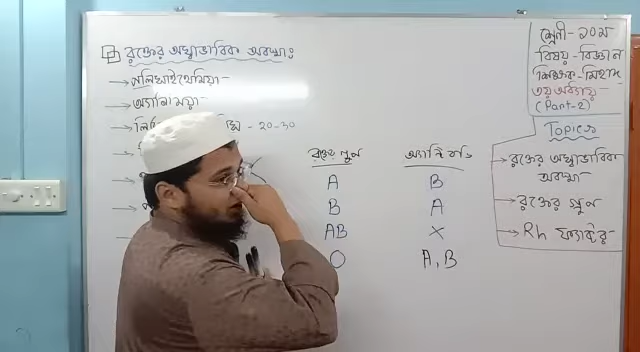 রক্তের অস্বাভাবিক অবস্থাঃ
→ পলিসাইথেমিয়া
→ অ্যানিমিয়া
→ - 20-30
রক্তের গ্রুপ অ্যান্টিবডি
A B
B A
AB X
O A, B
শ্রেণী - ১০ম
বিষয় - বিজ্ঞান
শিক্ষক - সিহাদ
৩য় অধ্যায়
(Part-2)
Topics
→ রক্তের অস্বাভাবিক
অবস্থা
→ রক্তের গ্রুপ
→ Rh ফ্যাক্টর